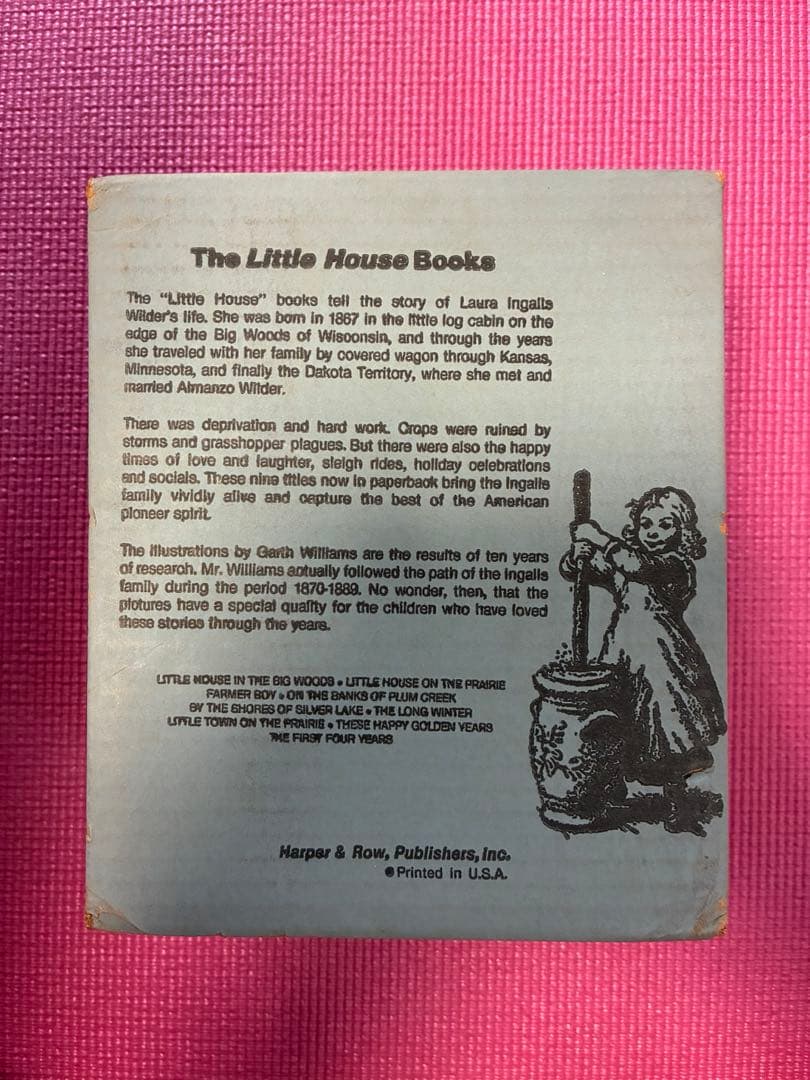 The Little House Books
The "Little House" books tell the story of Laura Ingalls
Wilder's life. She was born in 1867 in the little log cabin on the
edge of the Big Woods of Wisconsin, and through the years
she traveled with her family by covered wagon through Kansas,
Minnesota, and finally the Dakota Territory, where she met and
married Almanzo Wilder.
There was deprivation and hard work. Crops were ruined by
storms and grasshopper plagues. But there were also the happy
times of love and laughter, sleigh rides, holiday celebrations
and socials. These nine titles now in paperback bring the Ingalls
family vividly alive and capture the best of the American
pioneer spirit.
The illustrations by Garth Williams are the results of ten years
of research. Mr. Williams actually followed the path of the Ingalls
family during the period 1870-1889. No wonder, then, that the
pictures have a special quality for the children who have loved
these stories through the years.
LITTLE HOUSE IN THE BIG WOODS • LITTLE HOUSE ON THE PRAIRIE
FARMER BOY • ON THE BANKS OF PLUM CREEK
BY THE SHORES OF SILVER LAKE • THE LONG WINTER
LITTLE TOWN ON THE PRAIRIE • THESE HAPPY GOLDEN YEARS
THE FIRST FOUR YEARS
Harper & Row, Publishers, Inc.
Printed in U.S.A.